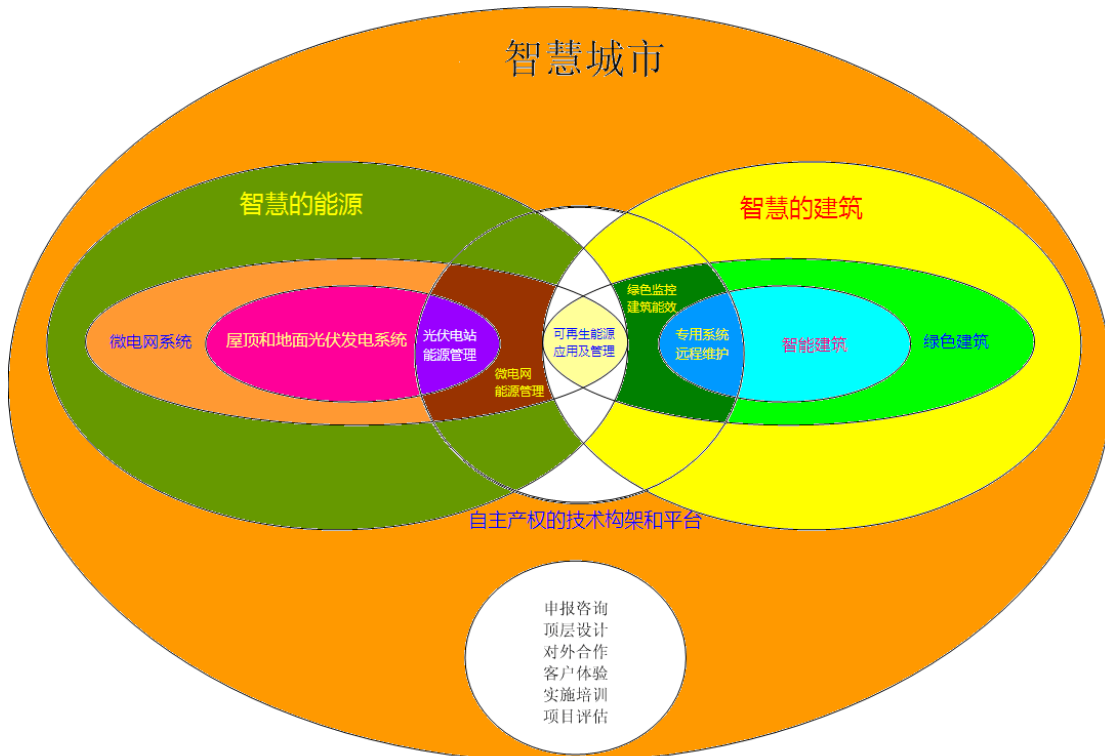 智慧城市
智慧的能源
智慧的建筑
微电网系统
屋顶和地面光伏发电系统
光伏电站
能源管理
微电网
能源管理
可再生能源
应用及管理
绿色监控
建筑能效
专用系统
远程维护
智能建筑
绿色建筑
自主产权的技术构架和平台
申报咨询
顶层设计
对外合作
客户体验
实施培训
项目评估